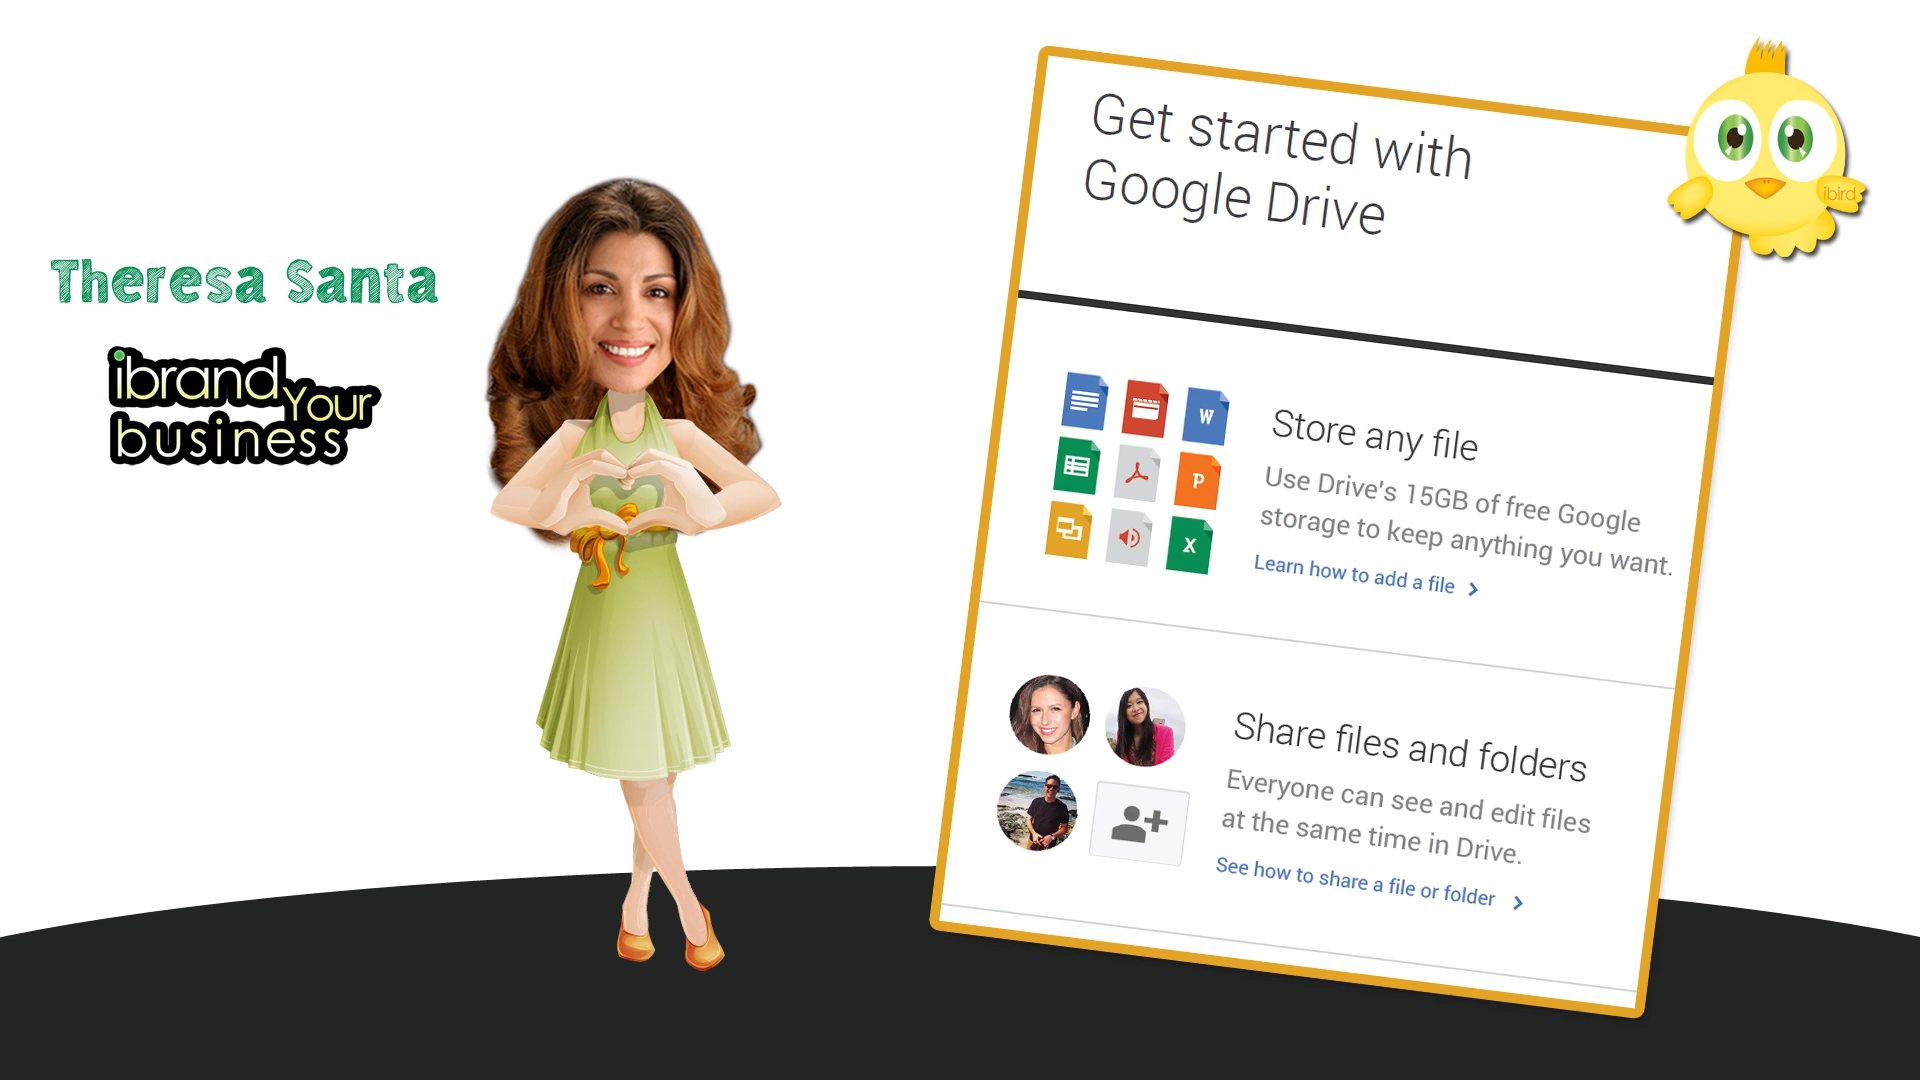 Theresa Santa
ibrand Your
business
Get started with
Google Drive
ibird
W
P
X
Store any file
Use Drive's 15GB of free Google
storage to keep anything you want.
Learn how to add a file >
Share files and folders
Everyone can see and edit files
at the same time in Drive.
See how to share a file or folder >